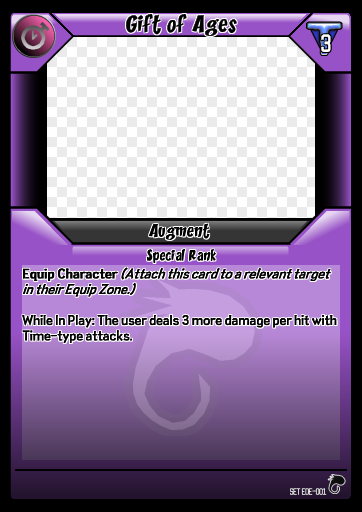 Gift of Ages
3
Augment
Special Rank
Equip Character (Attach this card to a relevant target
in their Equip Zone.)
While In Play: The user deals 3 more damage per hit with
Time-type attacks.
SET EOE-001